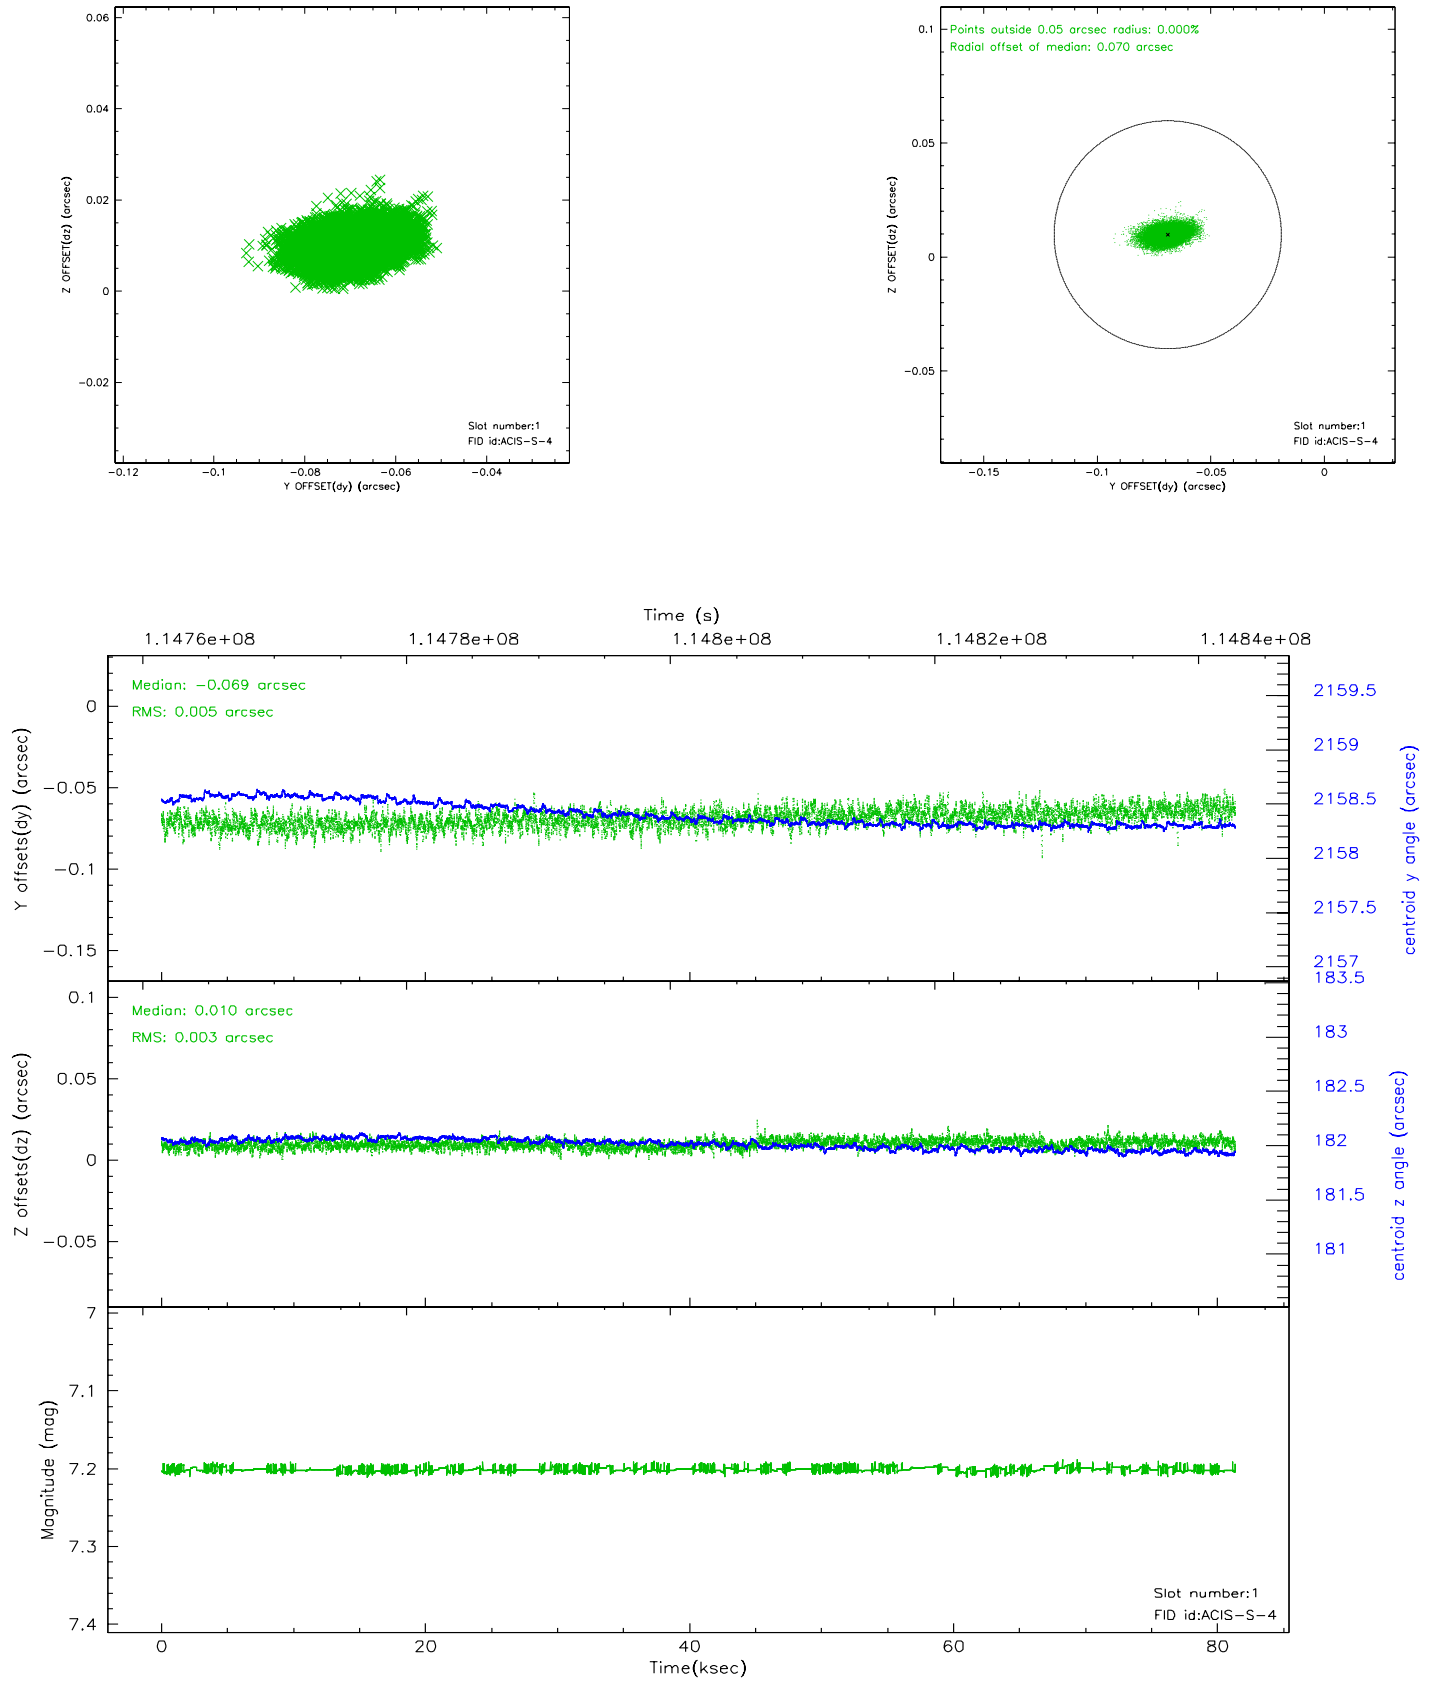 0.06
0.04
0.02
0
−0.02
Z OFFSET(dz) (arcsec)
Slot number:1
FID id:ACIS−S−4
−0.12 −0.1 −0.08 −0.06 −0.04
Y OFFSET(dy) (arcsec)
Points outside 0.05 arcsec radius: 0.000%
Radial offset of median: 0.070 arcsec
0.1
0.05
0
−0.05
Z OFFSET(dz) (arcsec)
Slot number:1
FID id:ACIS−S−4
−0.15 −0.1 −0.05 0
Y OFFSET(dy) (arcsec)
Time (s)
1.1476e+08 1.1478e+08 1.148e+08 1.1482e+08 1.1484e+08
Median: −0.069 arcsec
RMS: 0.005 arcsec
0
−0.05
−0.1
−0.15
Y offsets(dy) (arcsec)
2159.5
2159
2158.5
2158
2157.5
2157
centroid y angle (arcsec)
Median: 0.010 arcsec
RMS: 0.003 arcsec
0.1
0.05
0
−0.05
Z offsets(dz) (arcsec)
183.5
183
182.5
182
181.5
181
centroid z angle (arcsec)
7
7.1
7.2
7.3
7.4
Magnitude (mag)
Slot number:1
FID id:ACIS−S−4
0 20 40 60 80
Time(ksec)